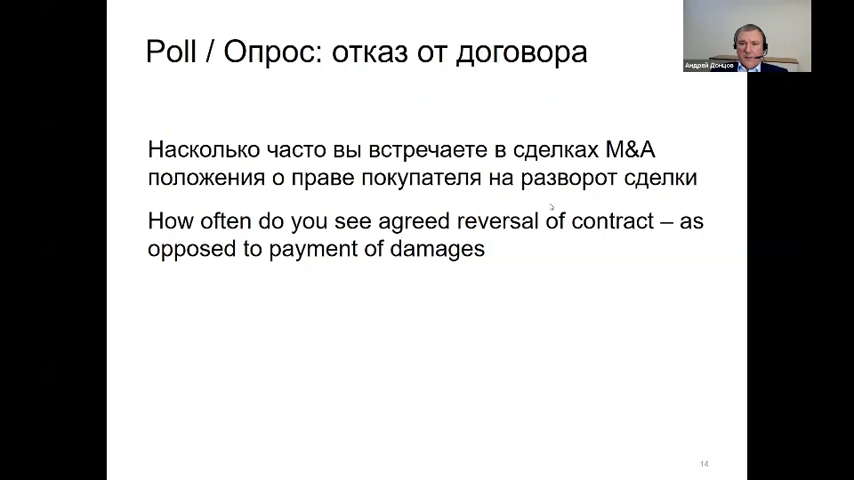 Poll / Опрос: отказ от договора
Андрей Донцов
Насколько часто вы встречаете в сделках M&A
положения о праве покупателя на разворот сделки
How often do you see agreed reversal of contract – as
opposed to payment of damages
14